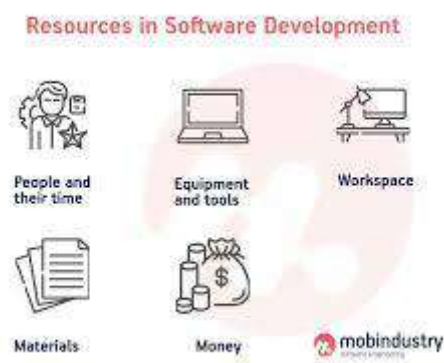 Resources in Software Development
People and
their time
Equipment
and tools
Workspace
Materials
Money
$
mobindustry